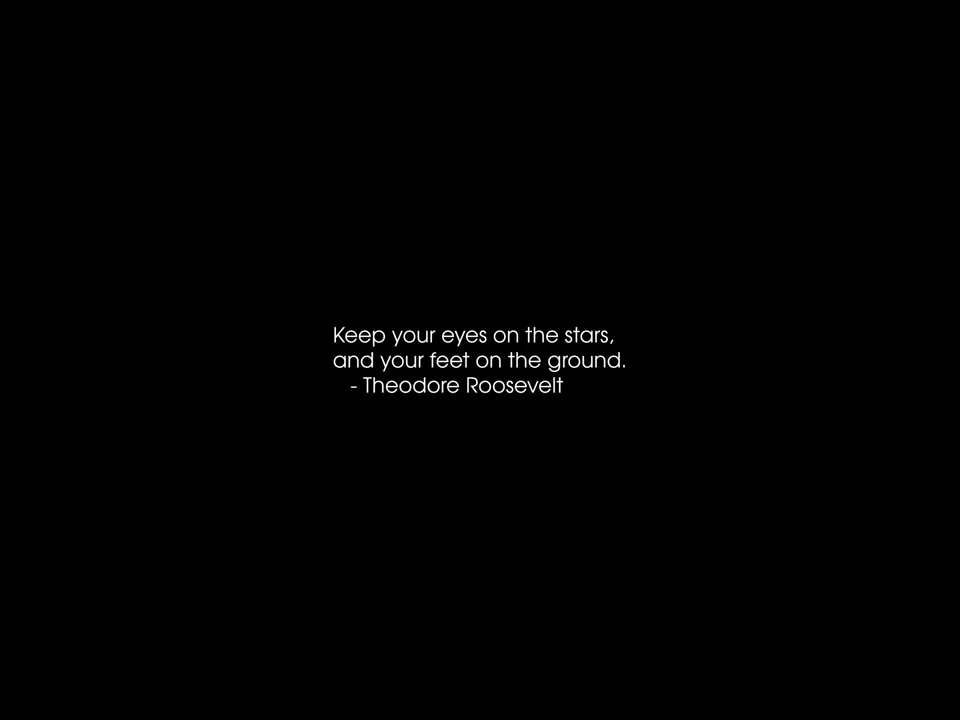 Keep your eyes on the stars,
and your feet on the ground.
- Theodore Roosevelt